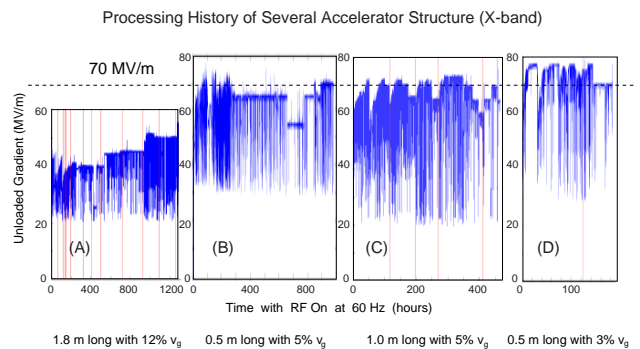 Processing History of Several Accelerator Structure (X-band)
70 MV/m
Unloaded Gradient (MV/m)
60
40
20
0
0 400 800 1200
(A)
80
60
40
20
0
0 400 800
(B)
80
60
40
20
0
0 200 400
(C)
80
60
40
20
0
0 100
(D)
Time with RF On at 60 Hz (hours)
1.8 m long with 12% vg
0.5 m long with 5% vg
1.0 m long with 5% vg
0.5 m long with 3% vg